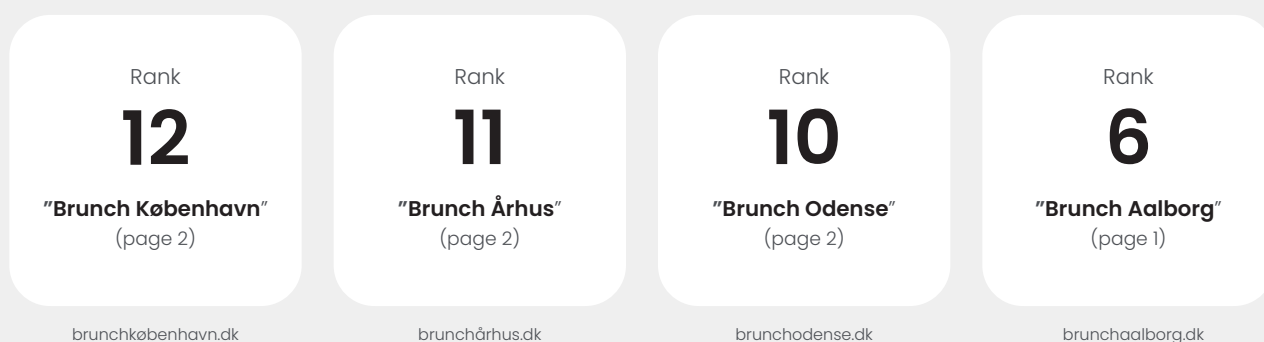 Rank
12
”Brunch København”
(page 2)
brunchkøbenhavn.dk
Rank
11
”Brunch Århus”
(page 2)
brunchårhus.dk
Rank
10
”Brunch Odense”
(page 2)
brunchodense.dk
Rank
6
”Brunch Aalborg”
(page 1)
brunchaalborg.dk